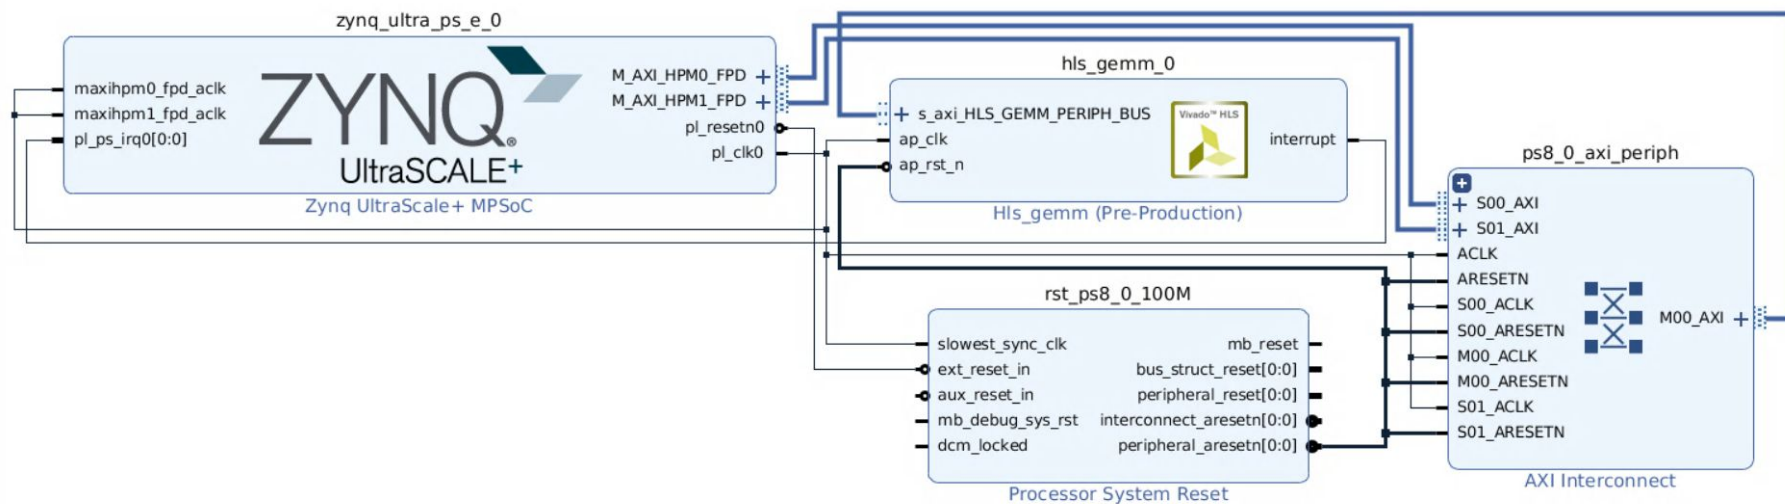 zynq_ultra_ps_e_0
maxihpm0_fpd_aclk
maxihpm1_fpd_aclk
pl_ps_irq0[0:0]
ZYNQ®
UltraSCALE+
M_AXI_HPM0_FPD
M_AXI_HPM1_FPD
pl_resetn0
pl_clk0
Zynq UltraScale+ MPSoC
hls_gemm_0
s_axi_HLS_GEMM_PERIPH_BUS
ap_clk
ap_rst_n
Vivado™ HLS
interrupt
Hls_gemm (Pre-Production)
rst_ps8_0_100M
slowest_sync_clk
ext_reset_in
aux_reset_in
mb_debug_sys_rst
dcm_locked
mb_reset
bus_struct_reset[0:0]
peripheral_reset[0:0]
interconnect_aresetn[0:0]
peripheral_aresetn[0:0]
Processor System Reset
ps8_0_axi_periph
S00_AXI
S01_AXI
ACLK
ARESETN
S00_ACLK
S00_ARESETN
M00_ACLK
M00_ARESETN
S01_ACLK
S01_ARESETN
M00_AXI
AXI Interconnect